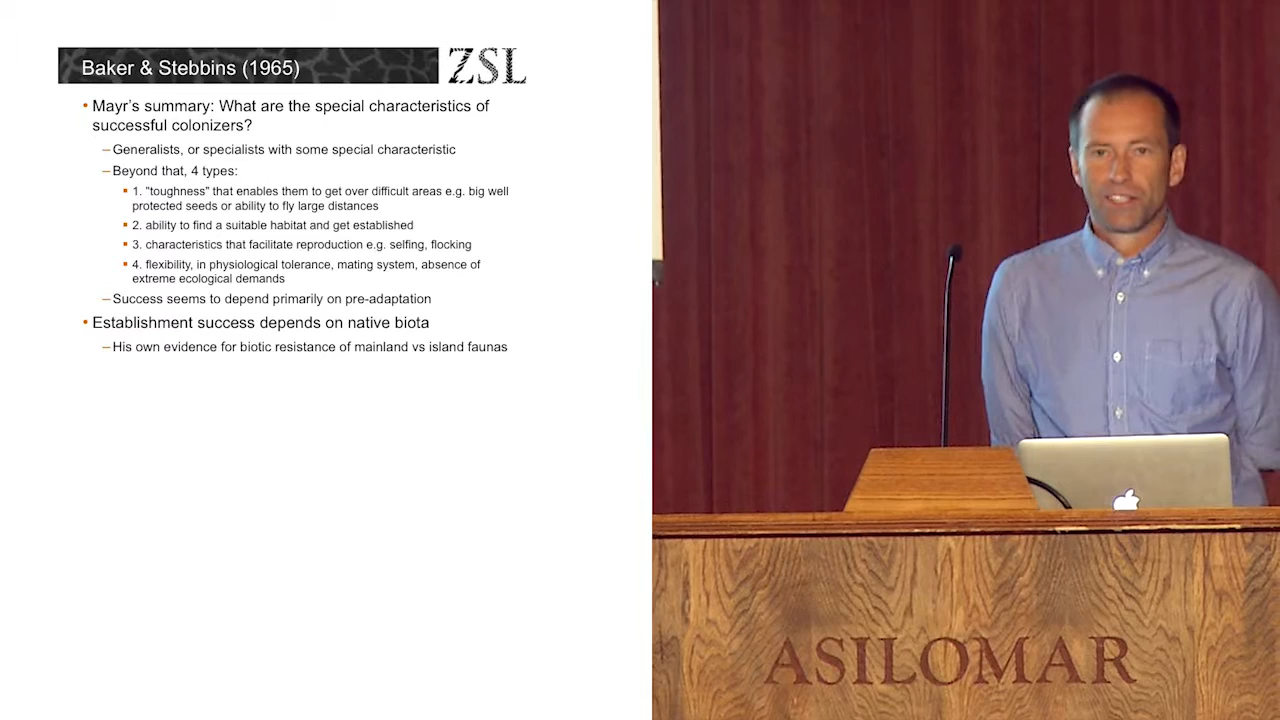 Baker & Stebbins (1965)
ZSL
• Mayr's summary: What are the special characteristics of
successful colonizers?
–Generalists, or specialists with some special characteristic
–Beyond that, 4 types:
▪ 1. "toughness" that enables them to get over difficult areas e.g. big well
protected seeds or ability to fly large distances
▪ 2. ability to find a suitable habitat and get established
▪ 3. characteristics that facilitate reproduction e.g. selfing, flocking
▪ 4. flexibility, in physiological tolerance, mating system, absence of
extreme ecological demands
–Success seems to depend primarily on pre-adaptation
• Establishment success depends on native biota
–His own evidence for biotic resistance of mainland vs island faunas
ASILOMAR